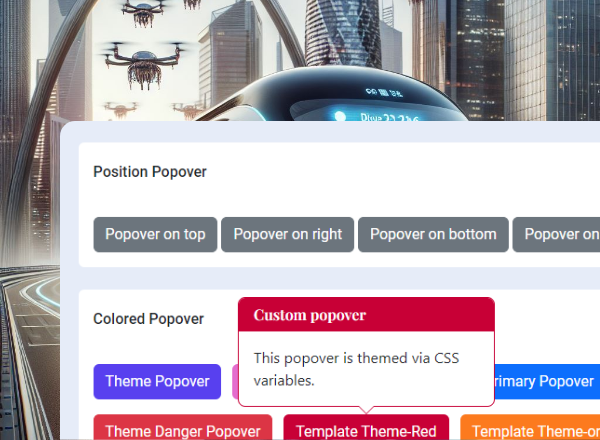 Position Popover
Popover on top Popover on right Popover on bottom Popover on
Colored Popover
Custom popover
This popover is themed via CSS
variables.
Theme Popover rimary Popover
Theme Danger Popover Template Theme-Red Template Theme-or